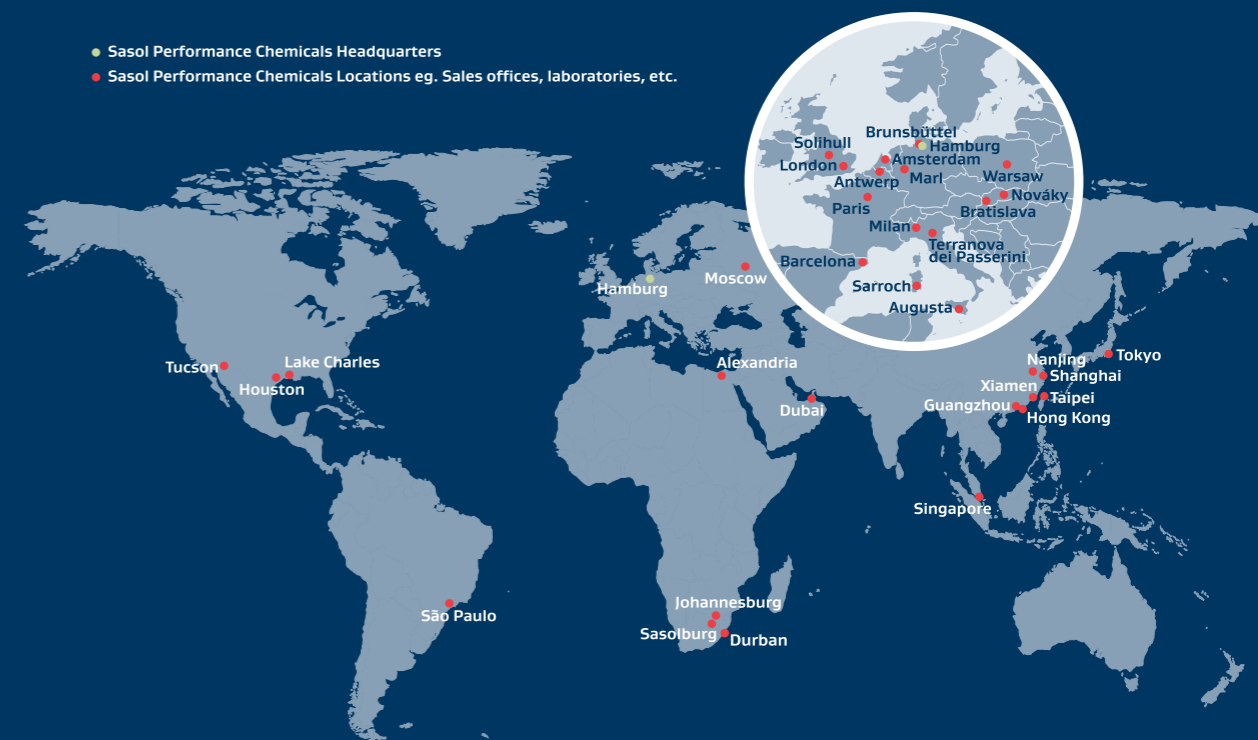 Sasol Performance Chemicals Headquarters
Sasol Performance Chemicals Locations eg. Sales offices, laboratories, etc.
Brunsbüttel
Solihull
Hamburg
London
Amsterdam
Antwerp
Marl
Warsaw
Nováky
Paris
Bratislava
Milan
Terranova
dei Passerini
Barcelona
Sarroch
Augusta
Hamburg
Moscow
Tucson
Lake Charles
Houston
Alexandria
Dubai
Nanjing
Tokyo
Shanghai
Xiamen
Taipei
Guangzhou
Hong Kong
Singapore
São Paulo
Johannesburg
Sasolburg
Durban